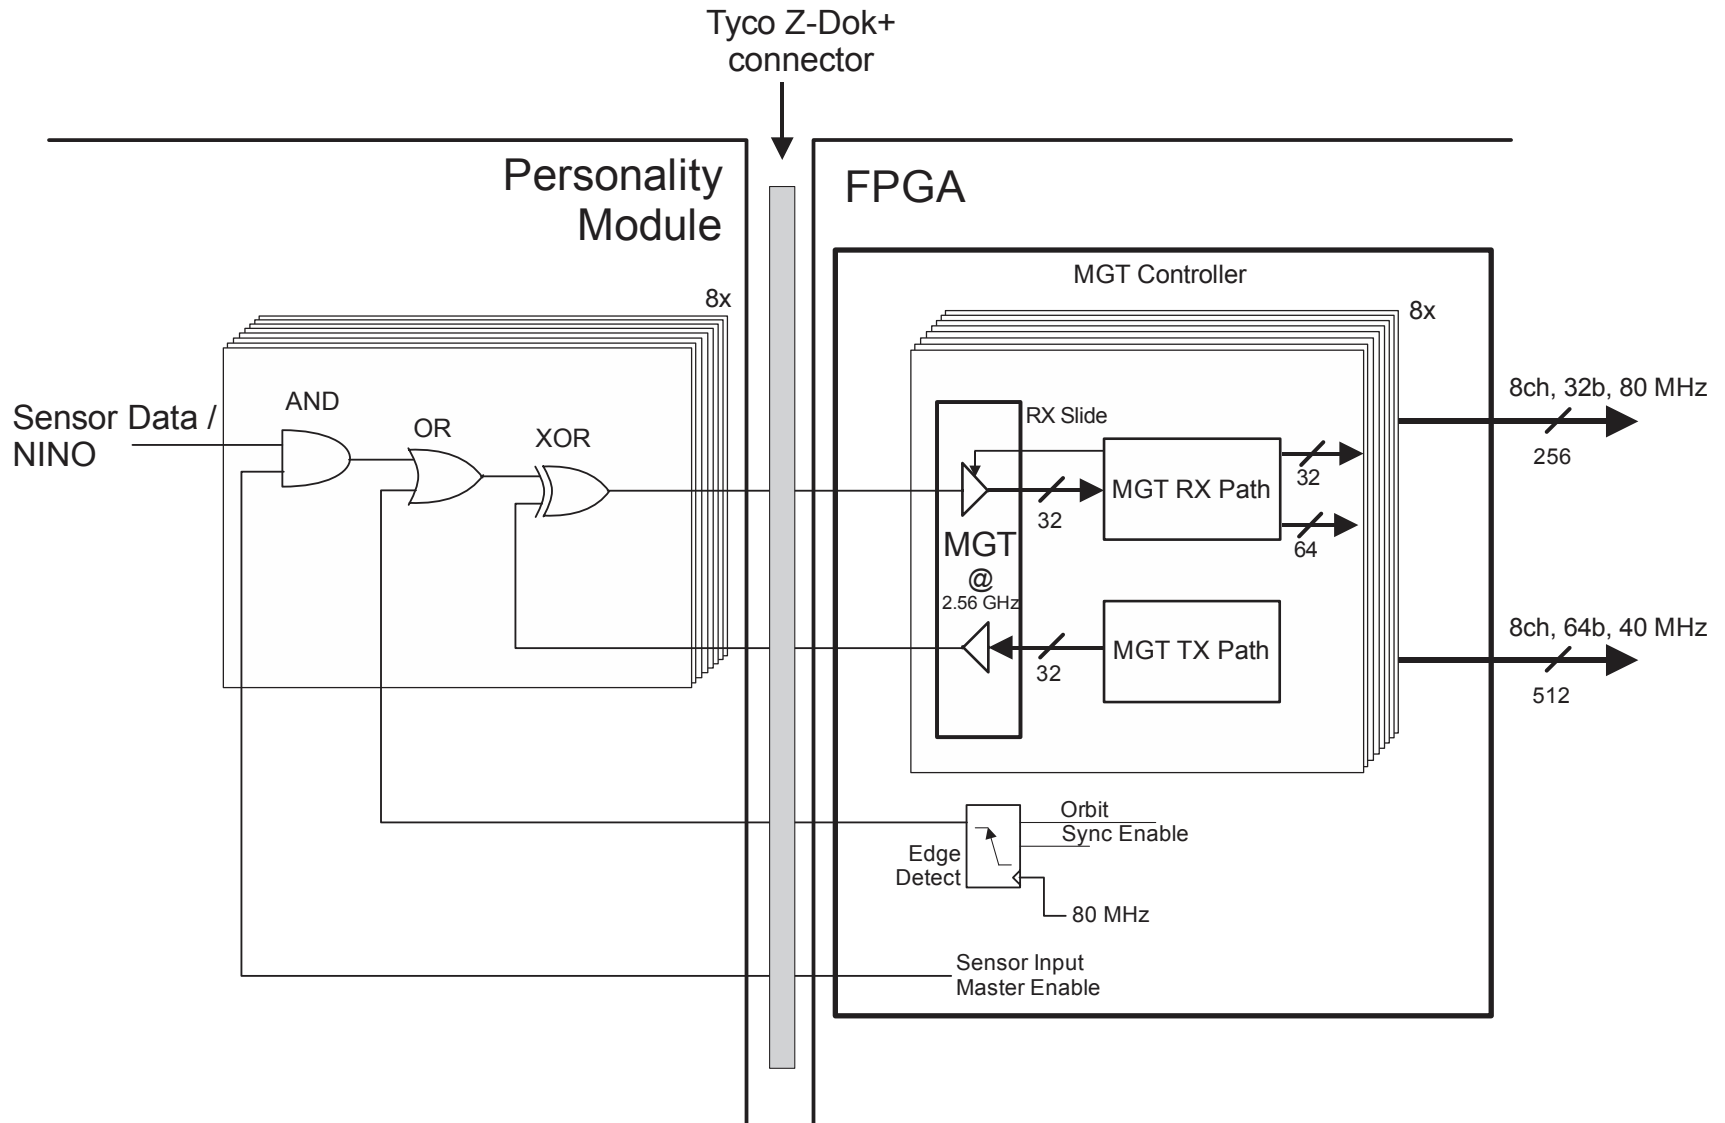 Tyco Z-Dok+
connector
Personality
Module
FPGA
MGT Controller
8x
8x
Sensor Data /
NINO
AND
OR
XOR
RX Slide
MGT RX Path
32
32
64
MGT
@
2.56 GHz
MGT TX Path
32
8ch, 32b, 80 MHz
256
8ch, 64b, 40 MHz
512
Orbit
Sync Enable
Edge
Detect
80 MHz
Sensor Input
Master Enable